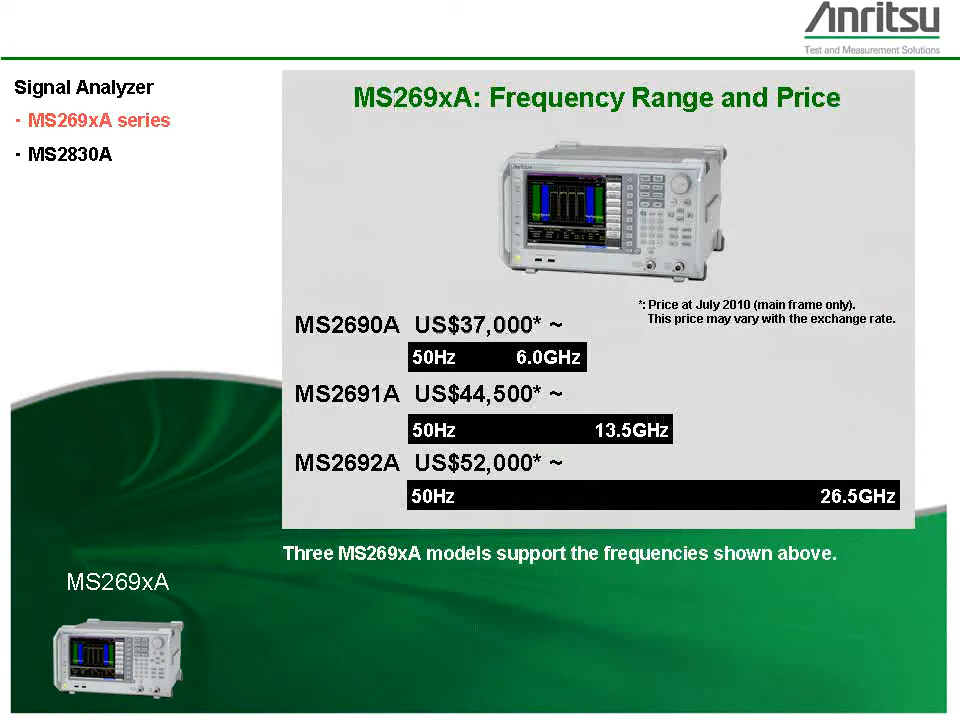 Anritsu
Test and Measurement Solutions
Signal Analyzer
· MS269xA series
· MS2830A
MS269xA: Frequency Range and Price
*: Price at July 2010 (main frame only).
This price may vary with the exchange rate.
MS2690A US$37,000* ~
50Hz 6.0GHz
MS2691A US$44,500* ~
50Hz 13.5GHz
MS2692A US$52,000* ~
50Hz 26.5GHz
Three MS269xA models support the frequencies shown above.
MS269xA